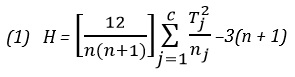 (1) H = [12/n(n+1)] ∑_{j=1}^{c} T_j^2/n_j –3(n + 1)